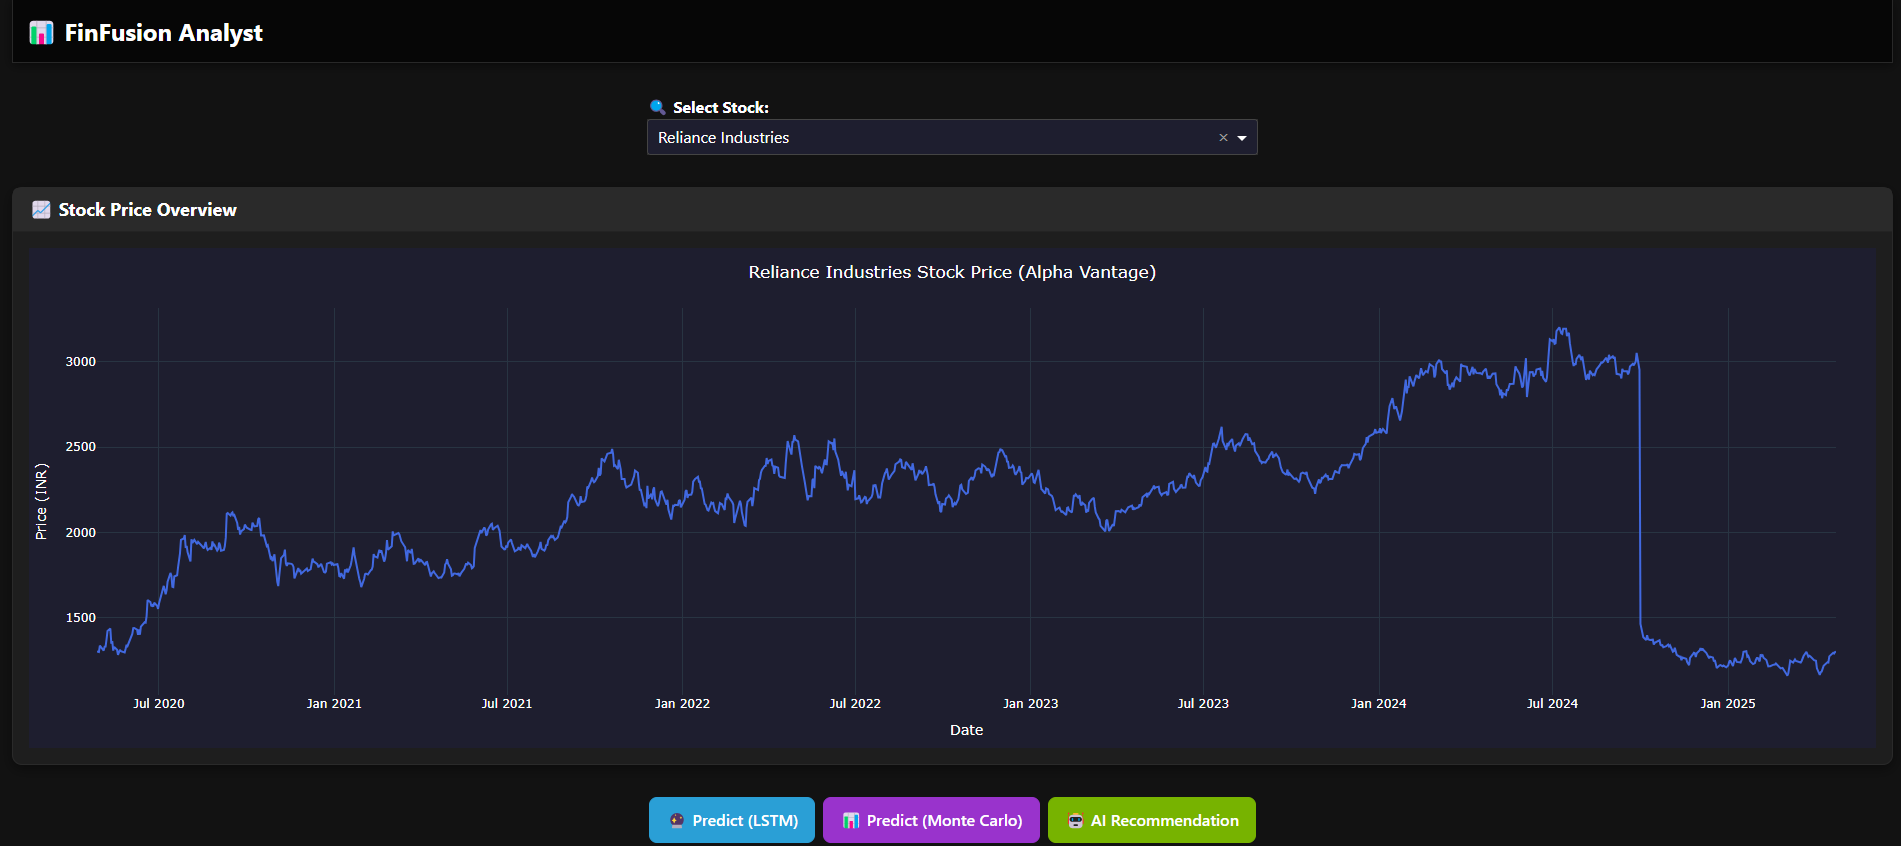 FinFusion Analyst
Select Stock:
Reliance Industries
Stock Price Overview
Reliance Industries Stock Price (Alpha Vantage)
3000
2500
2000
1500
Price (INR)
Jul 2020 Jan 2021 Jul 2021 Jan 2022 Jul 2022 Jan 2023 Jul 2023 Jan 2024 Jul 2024 Jan 2025
Date
Predict (LSTM) Predict (Monte Carlo) AI Recommendation